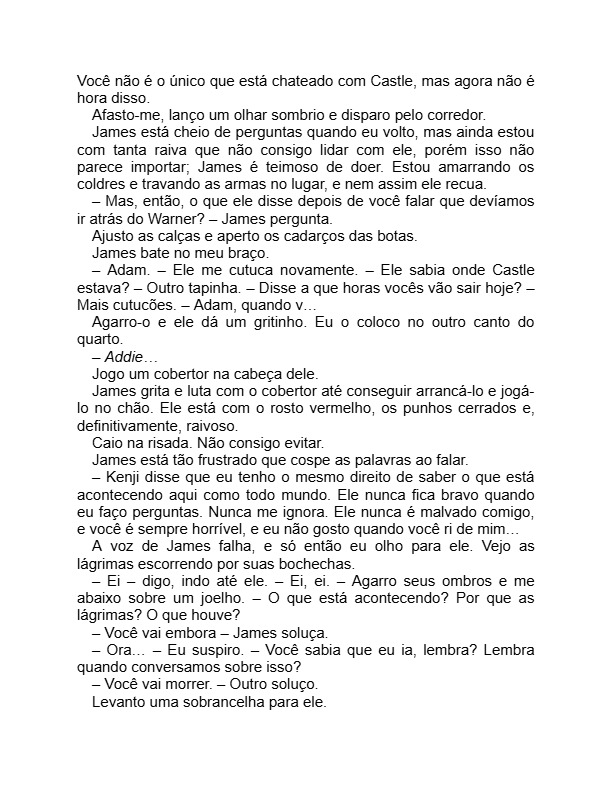 Você não é o único que está chateado com Castle, mas agora não é
hora disso.
Afasto-me, lanço um olhar sombrio e disparo pelo corredor.
James está cheio de perguntas quando eu volto, mas ainda estou
com tanta raiva que não consigo lidar com ele, porém isso não
parece importar; James é teimoso de doer. Estou amarrando os
coldres e travando as armas no lugar, e nem assim ele recua.
– Mas, então, o que ele disse depois de você falar que devíamos
ir atrás do Warner? – James pergunta.
Ajusto as calças e aperto os cadarços das botas.
James bate no meu braço.
– Adam. – Ele me cutuca novamente. – Ele sabia onde Castle
estava? – Outro tapinha. – Disse a que horas vocês vão sair hoje? –
Mais cutucões. – Adam, quando v…
Agarro-o e ele dá um gritinho. Eu o coloco no outro canto do
quarto.
– Addie…
Jogo um cobertor na cabeça dele.
James grita e luta com o cobertor até conseguir arrancá-lo e jogá-
lo no chão. Ele está com o rosto vermelho, os punhos cerrados e,
definitivamente, raivoso.
Caio na risada. Não consigo evitar.
James está tão frustrado que cospe as palavras ao falar.
– Kenji disse que eu tenho o mesmo direito de saber o que está
acontecendo aqui como todo mundo. Ele nunca fica bravo quando
eu faço perguntas. Nunca me ignora. Ele nunca é malvado comigo,
e você é sempre horrível, e eu não gosto quando você ri de mim…
A voz de James falha, e só então eu olho para ele. Vejo as
lágrimas escorrendo por suas bochechas.
– Ei – digo, indo até ele. – Ei, ei. – Agarro seus ombros e me
abaixo sobre um joelho. – O que está acontecendo? Por que as
lágrimas? O que houve?
– Você vai embora – James soluça.
– Ora… – Eu suspiro. – Você sabia que eu ia, lembra? Lembra
quando conversamos sobre isso?
– Você vai morrer. – Outro soluço.
Levanto uma sobrancelha para ele.